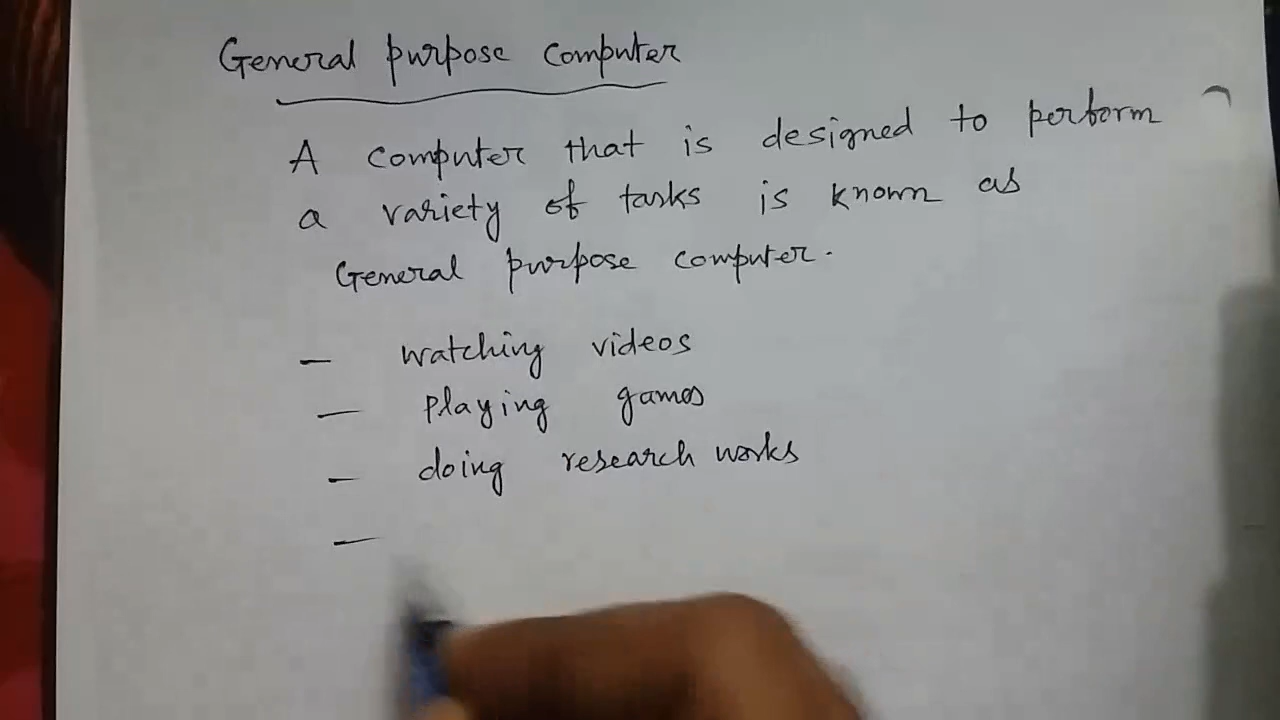 General purpose computer
A computer that is designed to perform
a variety of tasks is known as
General purpose computer.
- watching videos
- playing games
- doing research works
-